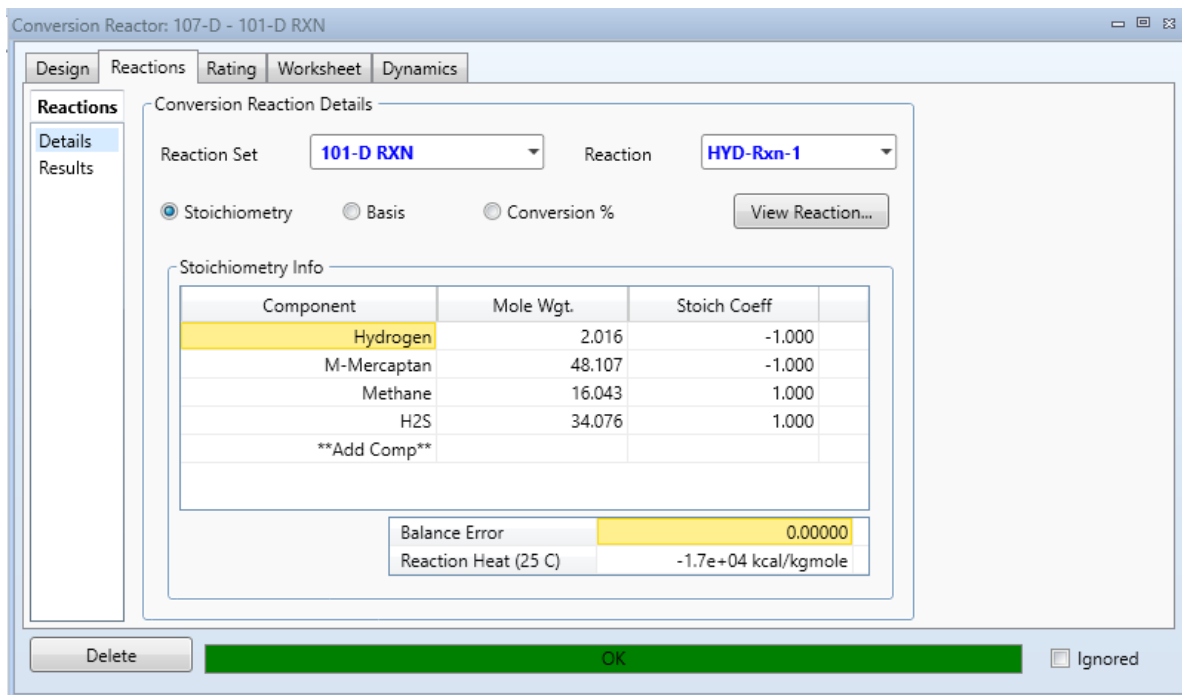 Conversion Reactor: 107-D - 101-D RXN
Design Reactions Rating Worksheet Dynamics
Reactions
Details
Results
Conversion Reaction Details
Reaction Set 101-D RXN Reaction HYD-Rxn-1
Stoichiometry Basis Conversion % View Reaction...
Stoichiometry Info
Component Mole Wgt. Stoich Coeff
Hydrogen 2.016 -1.000
M-Mercaptan 48.107 -1.000
Methane 16.043 1.000
H2S 34.076 1.000
**Add Comp**
Balance Error 0.00000
Reaction Heat (25 C) -1.7e+04 kcal/kgmole
Delete OK Ignored